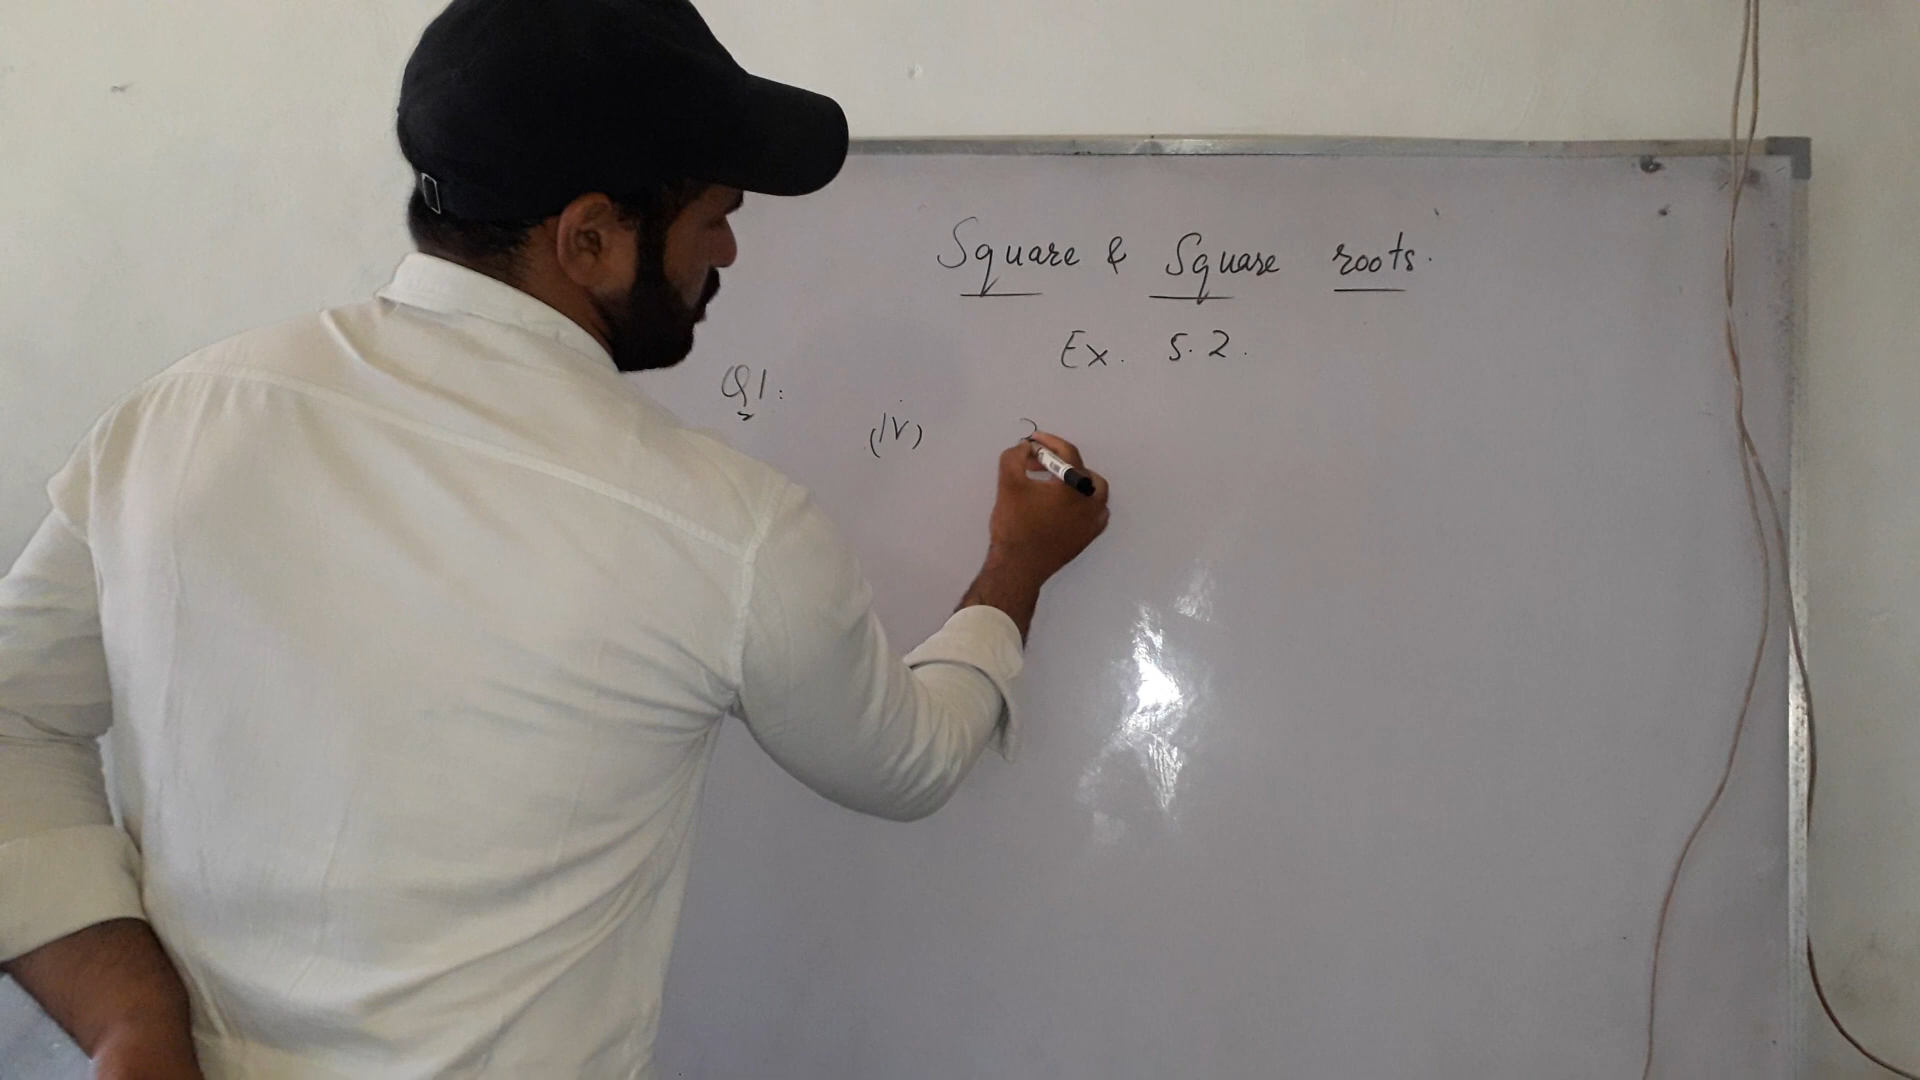 Square & Square roots.
Ex. 5.2.
Q1:
(iv)